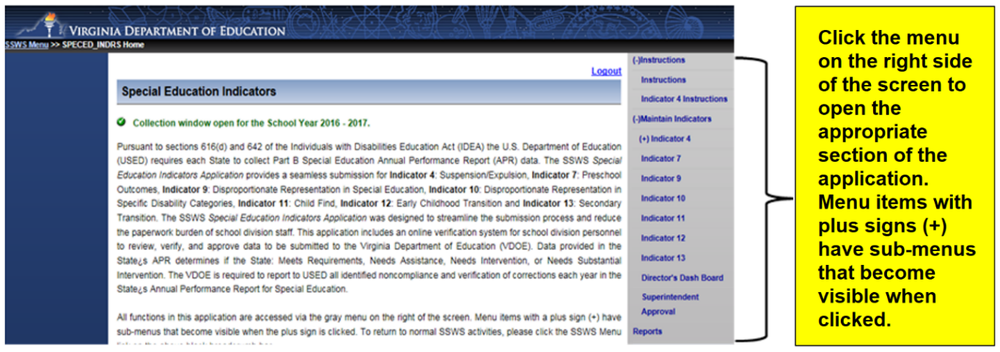 VIRGINIA DEPARTMENT OF EDUCATION
SSWS Menu >> SPECED_INDRS Home
Logout
Special Education Indicators
Collection window open for the School Year 2016 - 2017.
Pursuant to sections 616(d) and 642 of the Individuals with Disabilities Education Act (IDEA) the U.S. Department of Education
(USED) requires each State to collect Part B Special Education Annual Performance Report (APR) data. The SSWS Special
Education Indicators Application provides a seamless submission for Indicator 4: Suspension/Expulsion, Indicator 7: Preschool
Outcomes, Indicator 9: Disproportionate Representation in Special Education, Indicator 10: Disproportionate Representation in
Specific Disability Categories, Indicator 11: Child Find, Indicator 12: Early Childhood Transition and Indicator 13: Secondary
Transition. The SSWS Special Education Indicators Application was designed to streamline the submission process and reduce
the paperwork burden of school division staff. This application includes an online verification system for school division personnel
to review, verify, and approve data to be submitted to the Virginia Department of Education (VDOE). Data provided in the
State¿s APR determines if the State: Meets Requirements, Needs Assistance, Needs Intervention, or Needs Substantial
Intervention. The VDOE is required to report to USED all identified noncompliance and verification of corrections each year in the
State¿s Annual Performance Report for Special Education.
All functions in this application are accessed via the gray menu on the right of the screen. Menu items with a plus sign (+) have
sub-menus that become visible when the plus sign is clicked. To return to normal SSWS activities, please click the SSWS Menu
(-)Instructions
Instructions
Indicator 4 Instructions
(-)Maintain Indicators
(+) Indicator 4
Indicator 7
Indicator 9
Indicator 10
Indicator 11
Indicator 12
Indicator 13
Director's Dash Board
Superintendent
Approval
Reports
Click the menu
on the right side
of the screen to
open the
appropriate
section of the
application.
Menu items with
plus signs (+)
have sub-menus
that become
visible when
clicked.